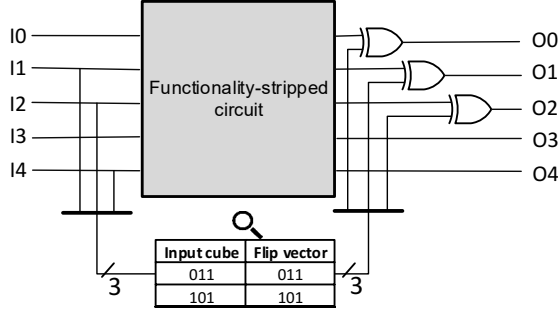 I0
I1
I2
I3
I4
Functionality-stripped
circuit
O0
O1
O2
O3
O4
Input cube Flip vector
011 011
101 101
3
3